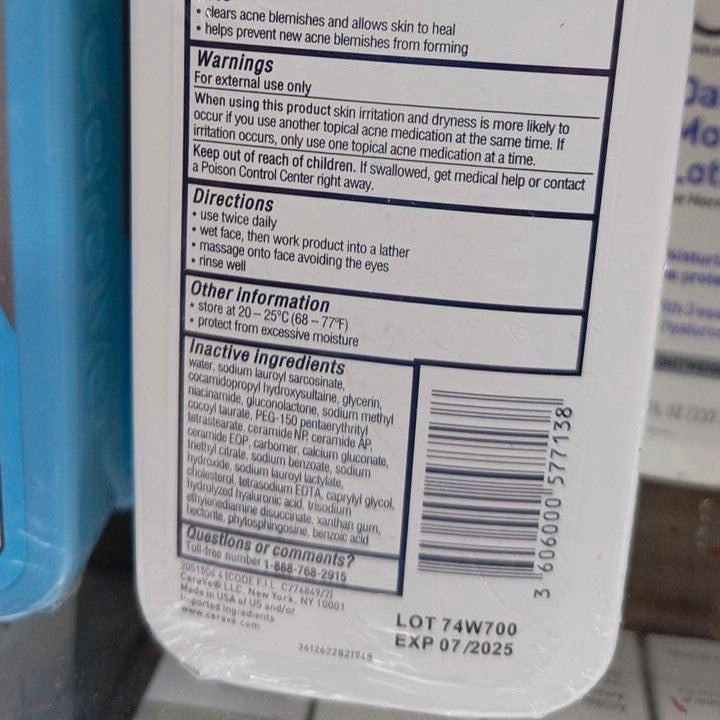 • clears acne blemishes and allows skin to heal
• helps prevent new acne blemishes from forming
Warnings
For external use only
When using this product skin irritation and dryness is more likely to
occur if you use another topical acne medication at the same time. If
irritation occurs, only use one topical acne medication at a time.
Keep out of reach of children. If swallowed, get medical help or contact
a Poison Control Center right away.
Directions
• use twice daily
• wet face, then work product into a lather
• massage onto face avoiding the eyes
• rinse well
Other information
• store at 20 – 25°C (68 – 77°F)
• protect from excessive moisture
Inactive ingredients
water, sodium lauroyl sarcosinate,
cocamidopropyl hydroxysultaine, glycerin,
niacinamide, gluconolactone, sodium methyl
cocoyl taurate, PEG-150 pentaerythrityl
tetrastearate, ceramide NP, ceramide AP,
ceramide EOP, carbomer, calcium gluconate,
triethyl citrate, sodium benzoate, sodium
hydroxide, sodium lauroyl lactylate,
cholesterol, tetrasodium EDTA, caprylyl glycol,
hydrolyzed hyaluronic acid, trisodium
ethylenediamine disuccinate, xanthan gum,
hectorite, phytosphingosine, benzoic acid
Questions or comments?
Toll-free number 1-888-768-2915
CeraVe® LLC, New York, NY 10001
Made in USA of US and/or
Imported Ingredients
www.cerave.com
3612622821948
3 606000 577138
LOT 74W700
EXP 07/2025